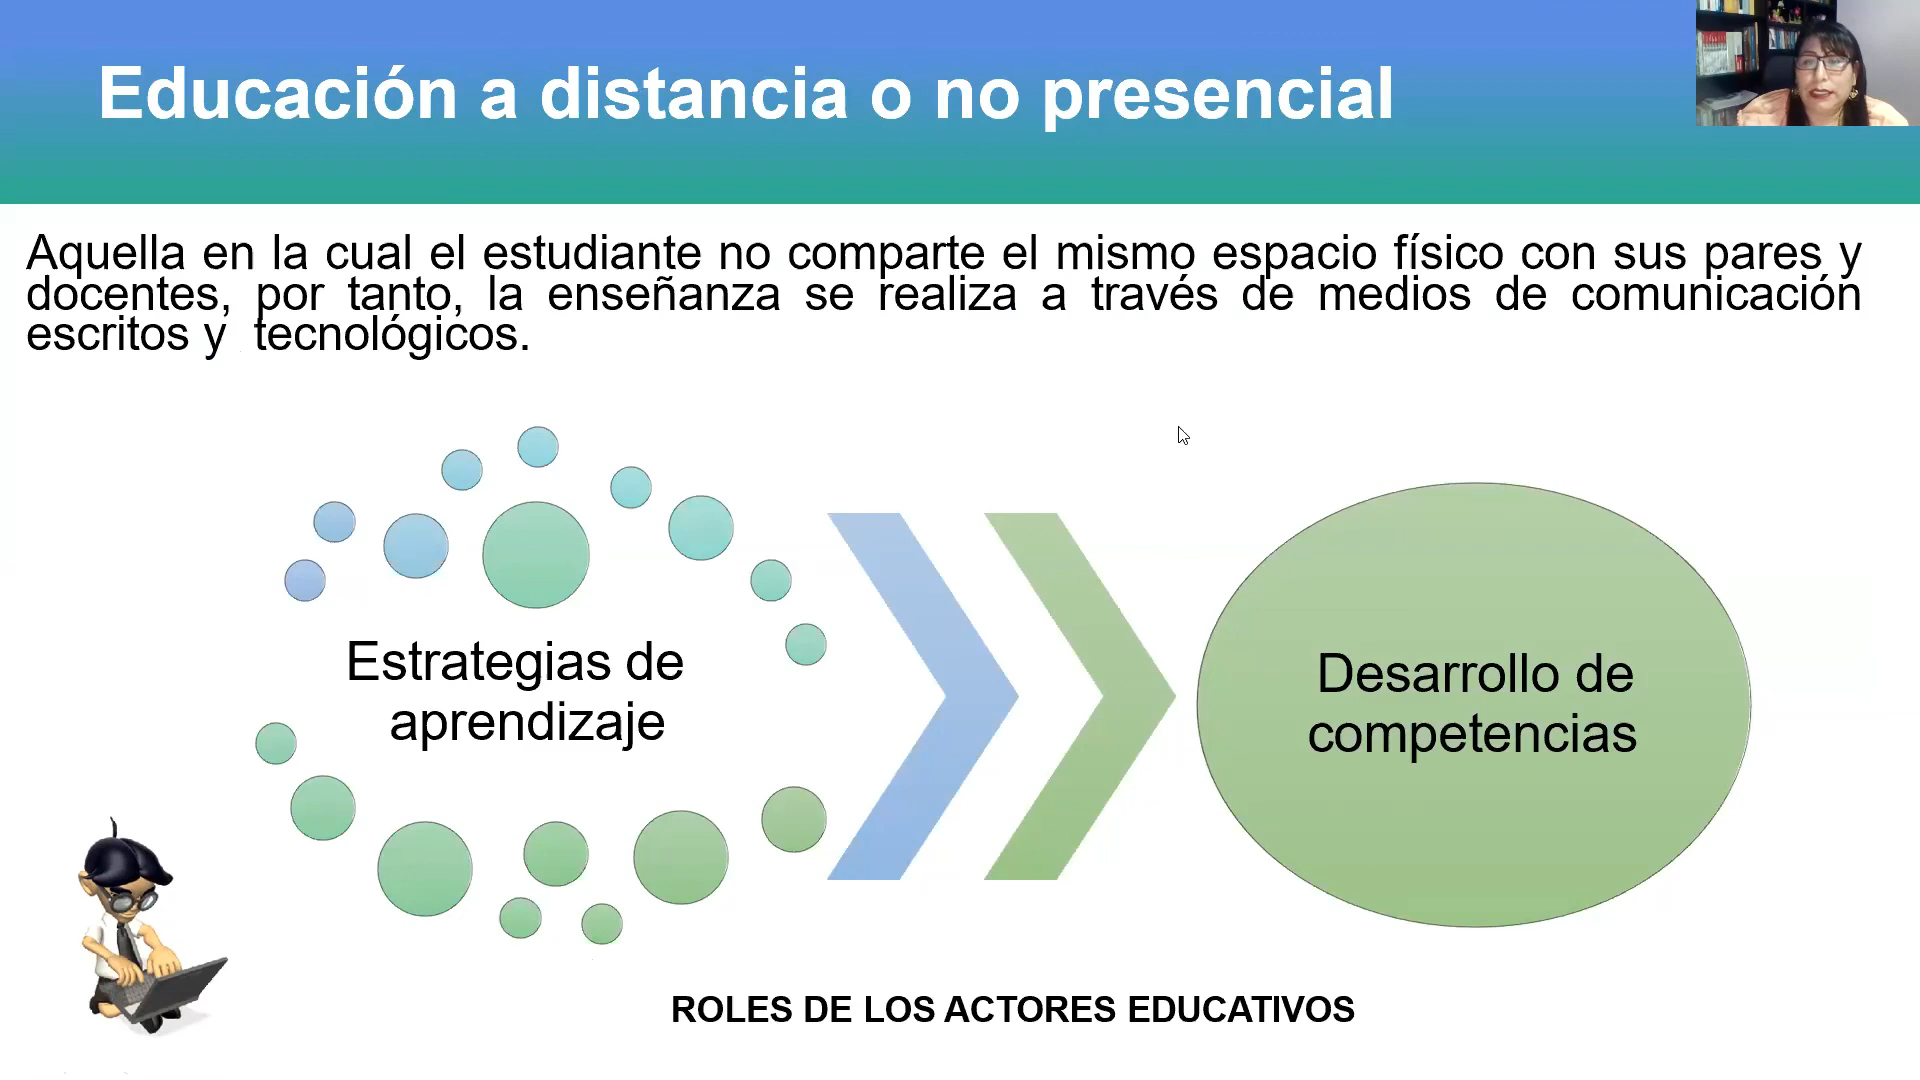 Educación a distancia o no presencial
Aquella en la cual el estudiante no comparte el mismo espacio físico con sus pares y
docentes, por tanto, la enseñanza se realiza a través de medios de comunicación
escritos y tecnológicos.
Estrategias de
aprendizaje
Desarrollo de
competencias
ROLES DE LOS ACTORES EDUCATIVOS